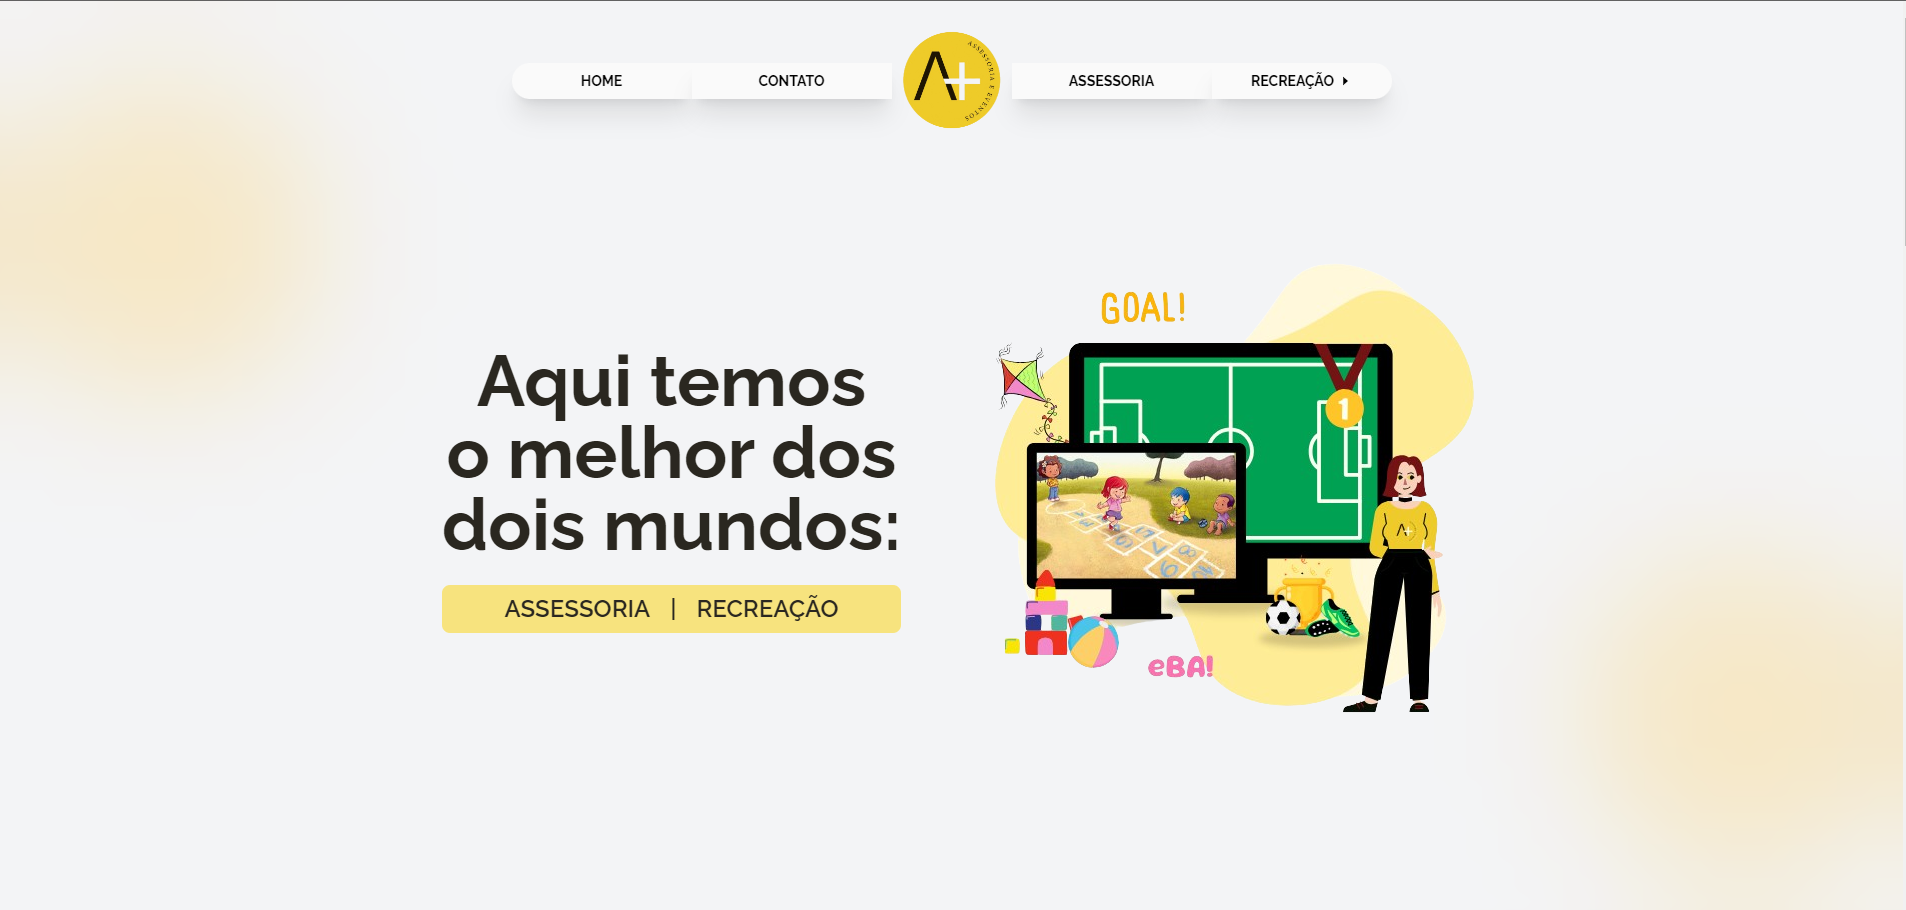 HOME
CONTATO
A+
ASSESSORIA E EVENTOS
ASSESSORIA
RECREAÇÃO
GOAL!
Aqui temos
o melhor dos
dois mundos:
1
A+
ASSESSORIA | RECREAÇÃO
eBA!